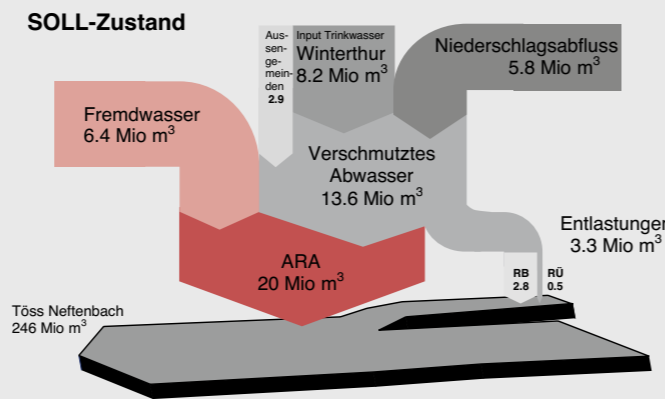 SOLL-Zustand
Aus-
sen-
ge-
mein-
den
2.9
Input Trinkwasser
Winterthur
8.2 Mio m³
Niederschlagsabfluss
5.8 Mio m³
Fremdwasser
6.4 Mio m³
Verschmutztes
Abwasser
13.6 Mio m³
Entlastungen
3.3 Mio m³
RB
2.8
RÜ
0.5
ARA
20 Mio m³
Töss Neftenbach
246 Mio m³